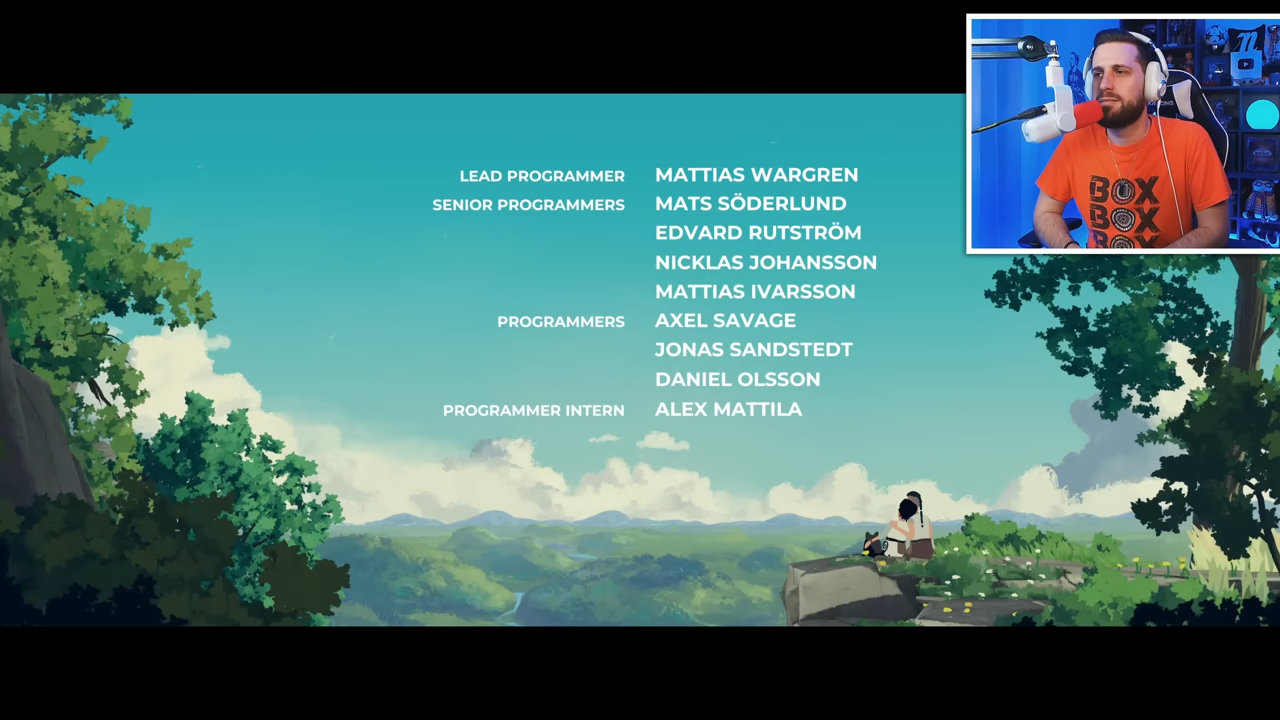 LEAD PROGRAMMER MATTIAS WARGREN
SENIOR PROGRAMMERS MATS SÖDERLUND
EDVARD RUTSTRÖM
NICKLAS JOHANSSON
MATTIAS IVARSSON
PROGRAMMERS AXEL SAVAGE
JONAS SANDSTEDT
DANIEL OLSSON
PROGRAMMER INTERN ALEX MATTILA
BOX
BOX
BOX